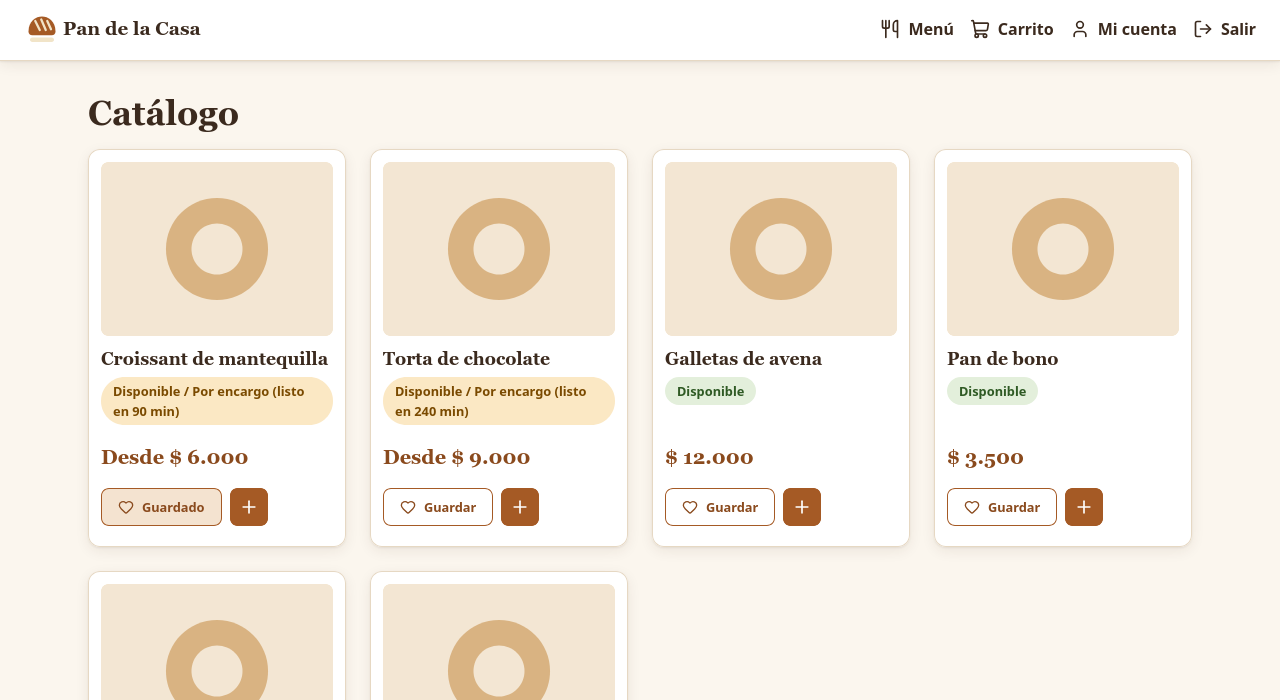 Pan de la Casa
Menú
Carrito
Mi cuenta
Salir
Catálogo
Croissant de mantequilla
Disponible / Por encargo (listo
en 90 min)
Desde $ 6.000
Guardado
Torta de chocolate
Disponible / Por encargo (listo
en 240 min)
Desde $ 9.000
Guardar
Galletas de avena
Disponible
$ 12.000
Guardar
Pan de bono
Disponible
$ 3.500
Guardar